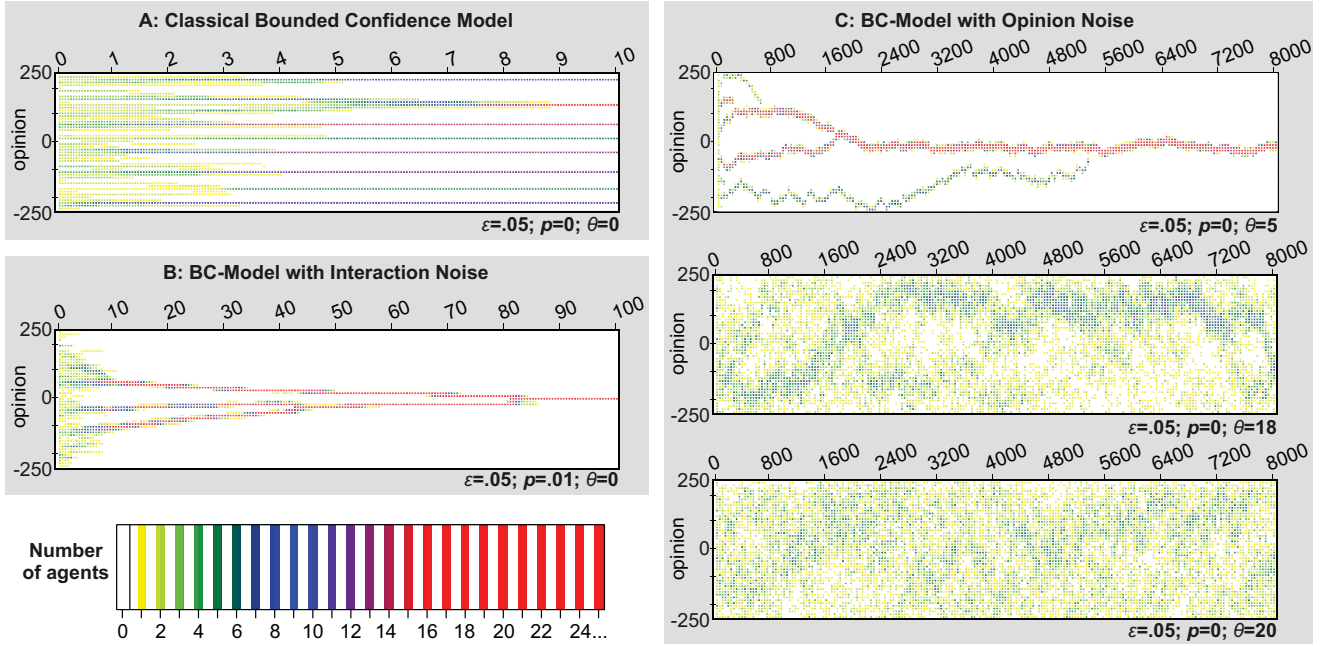 A: Classical Bounded Confidence Model
0 1 2 3 4 5 6 7 8 9 10
250
0
-250
opinion
ε=.05; p=0; θ=0
B: BC-Model with Interaction Noise
0 10 20 30 40 50 60 70 80 90 100
250
0
-250
opinion
ε=.05; p=.01; θ=0
Number
of agents
0 2 4 6 8 10 12 14 16 18 20 22 24...
C: BC-Model with Opinion Noise
0 800 1600 2400 3200 4000 4800 5600 6400 7200 8000
250
0
-250
opinion
ε=.05; p=0; θ=5
0 800 1600 2400 3200 4000 4800 5600 6400 7200 8000
250
0
-250
opinion
ε=.05; p=0; θ=18
0 800 1600 2400 3200 4000 4800 5600 6400 7200 8000
250
0
-250
opinion
ε=.05; p=0; θ=20